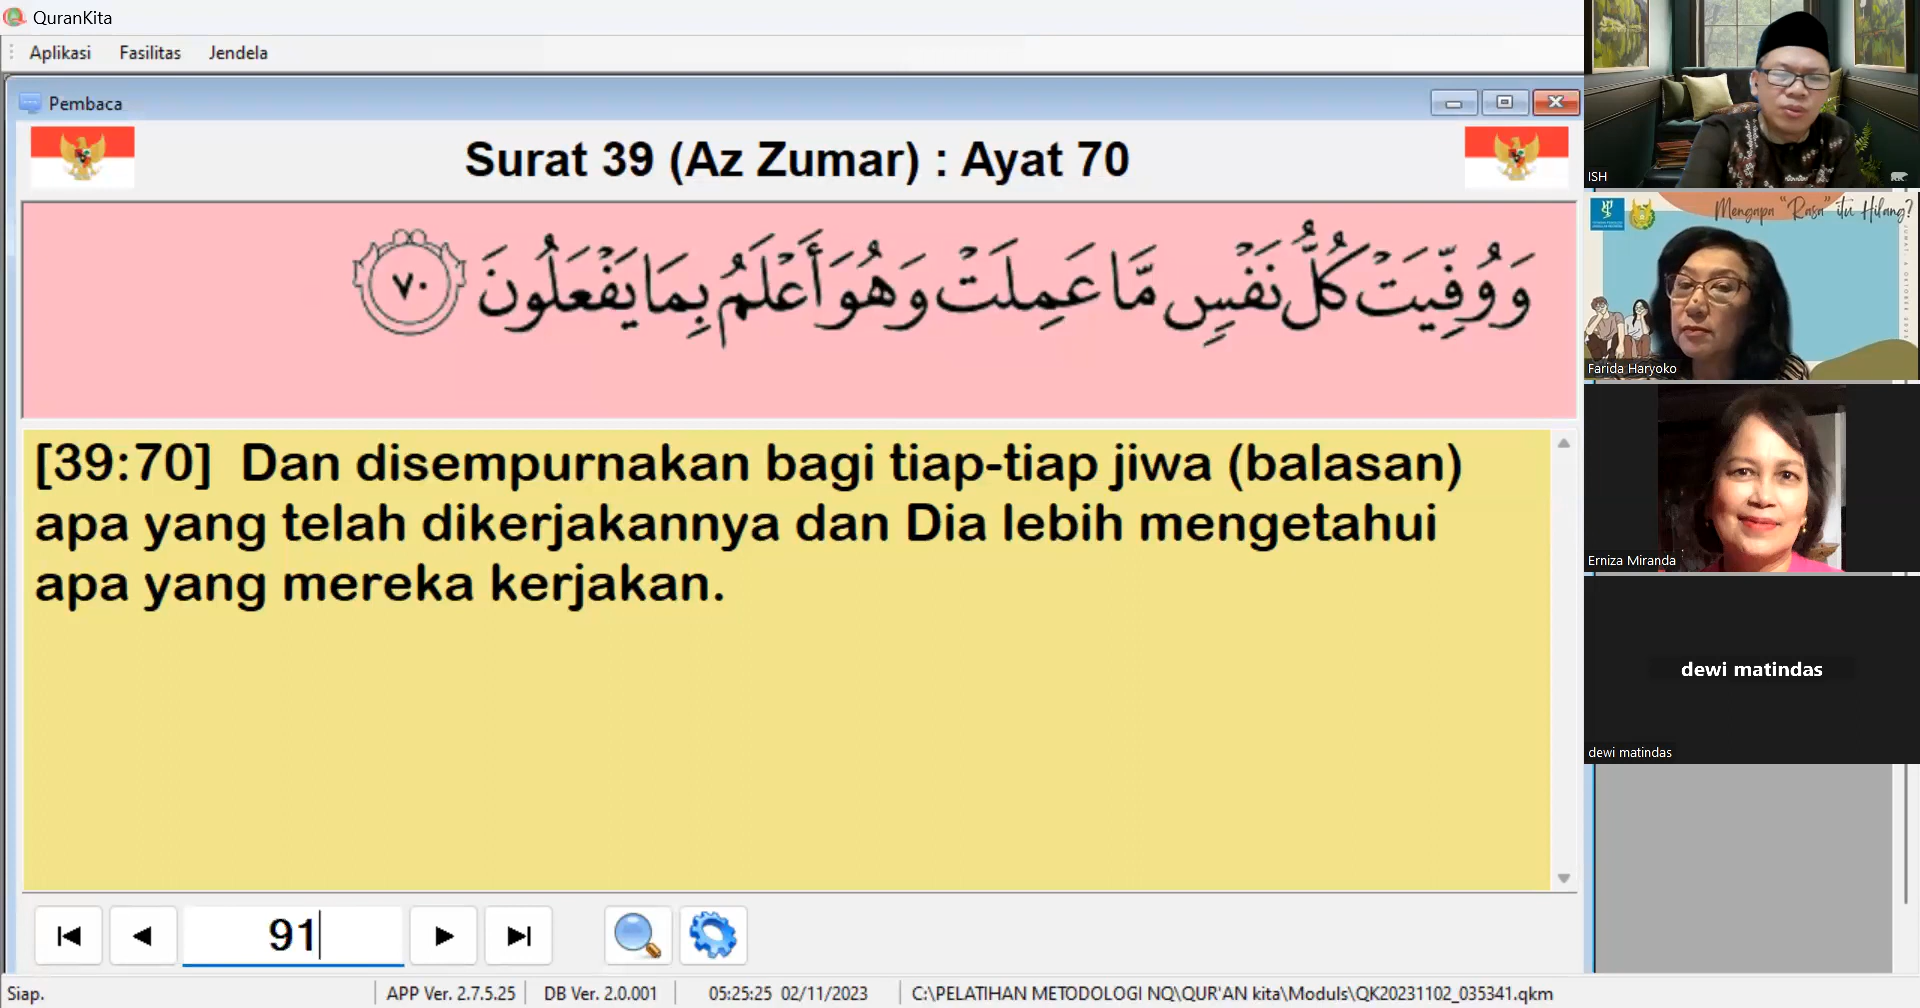 QuranKita
Aplikasi Fasilitas Jendela
Pembaca
Surat 39 (Az Zumar) : Ayat 70
وَوُفِّيَتْ كُلُّ نَفْسٍ مَّا عَمِلَتْ وَهُوَ أَعْلَمُ بِمَا يَفْعَلُونَ ٧٠
[39:70] Dan disempurnakan bagi tiap-tiap jiwa (balasan)
apa yang telah dikerjakannya dan Dia lebih mengetahui
apa yang mereka kerjakan.
91
Siap. APP Ver. 2.7.5.25 DB Ver. 2.0.001 05:25:25 02/11/2023 C:\PELATIHAN METODOLOGI NQ\QUR'AN kita\Moduls\QK20231102_035341.qkm
ISH
Mengapa "Rasa" itu Hilang?
Farida Haryoko
Erniza Miranda
dewi matindas
dewi matindas